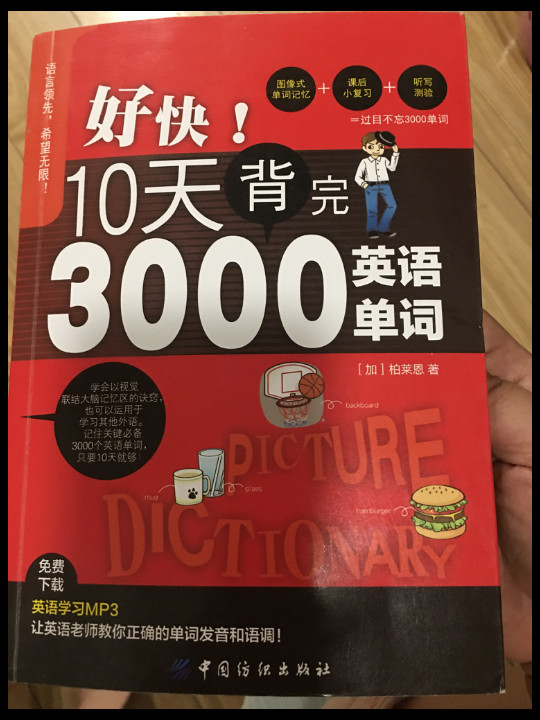 语言领先，希望无限！
图像式
单词记忆
+
课后
小复习
+
听写
测验
=过目不忘3000单词
好快！
10天背完
3000英语
单词
[加] 柏莱恩 著
学会以视觉
联结大脑记忆区的诀窍，
也可以运用于
学习其他外语。
记住关键必备
3000个英语单词，
只要10天就够！
backboard
PICTURE
mug
glass
hamburger
DICTIONARY
免费
下载
英语学习MP3
让英语老师教你正确的单词发音和语调！
中国纺织出版社